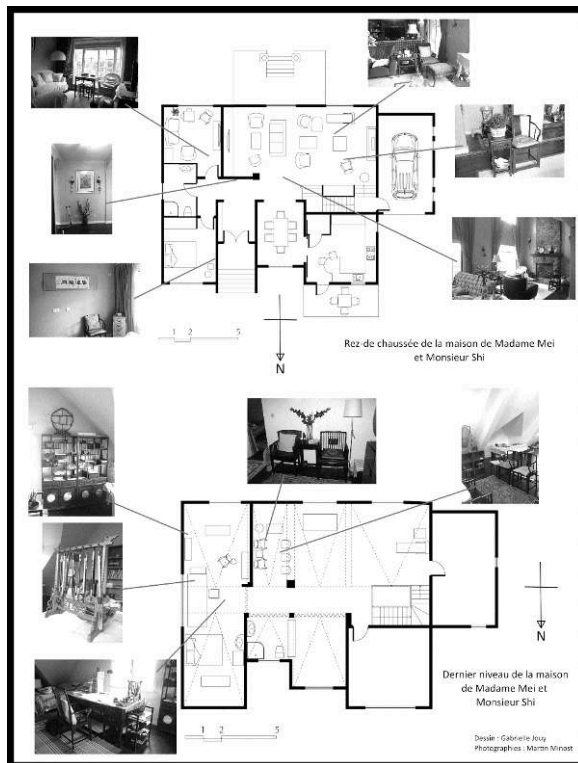 1 2 5
N
Rez-de chaussée de la maison de Madame Mei
et Monsieur Shi
N
Dernier niveau de la maison
de Madame Mei et
Monsieur Shi
1 2 5
Dessin : Gabrielle Jouy
Photographies : Martin Minost